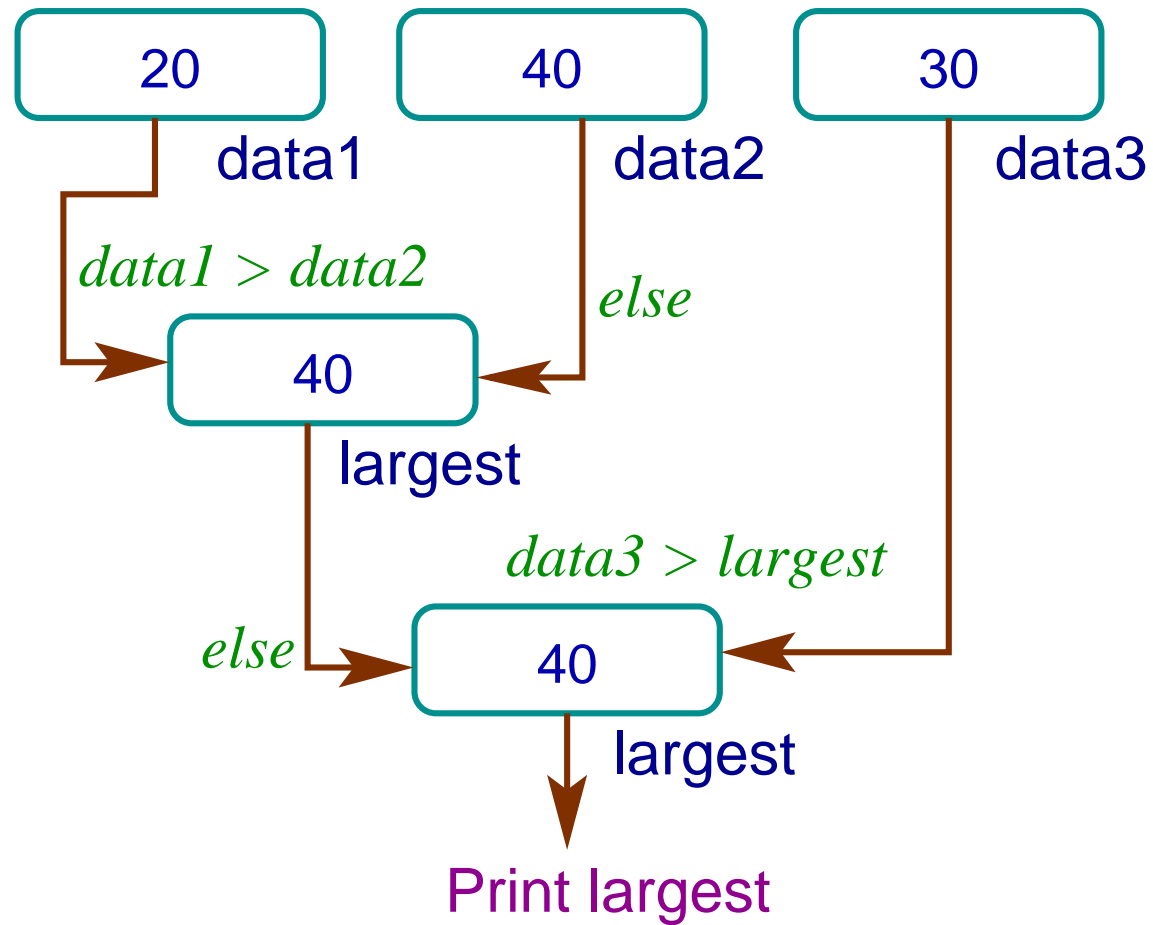 20
40
30
data1
data2
data3
data1 > data2
else
40
largest
data3 > largest
else
40
largest
Print largest